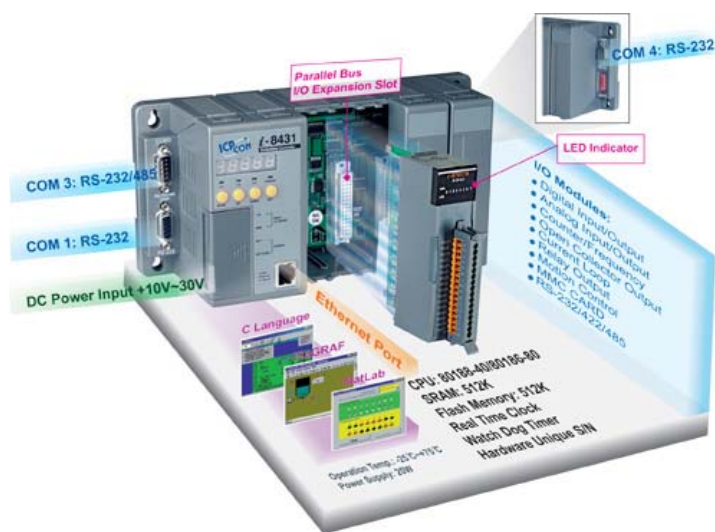 COM 4: RS-232
Parallel Bus
I/O Expansion Slot
ICP CON
i-8431
LED Indicator
COM 3: RS-232/485
COM 1: RS-232
DC Power Input +10V~30V
Ethernet Port
I/O Modules:
• Digital Input/Output
• Analog Input/Output
• Counter/Frequency
• Open Collector Output
• Current Loop
• Relay Output
• Motion Control
• MMC CARD
• RS-232/422/485
C Language
GRAF
MatLab
CPU: 80188-40/80186-80
SRAM: 512K
Flash Memory: 512K
Real Time Clock
Watch Dog Timer
Hardware Unique S/N
Operation Temp.: -25°C~+75°C
Power Supply: 20W